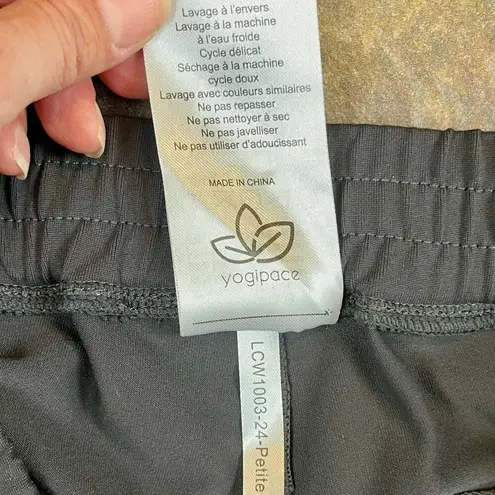 Lavage à l'envers
Lavage à la machine
à l'eau froide
Cycle délicat
Séchage à la machine
cycle doux
Lavage avec couleurs similaires
Ne pas repasser
Ne pas nettoyer à sec
Ne pas javelliser
Ne pas utiliser d'adoucissant
MADE IN CHINA
yogipace
LCW1003-24-Petite